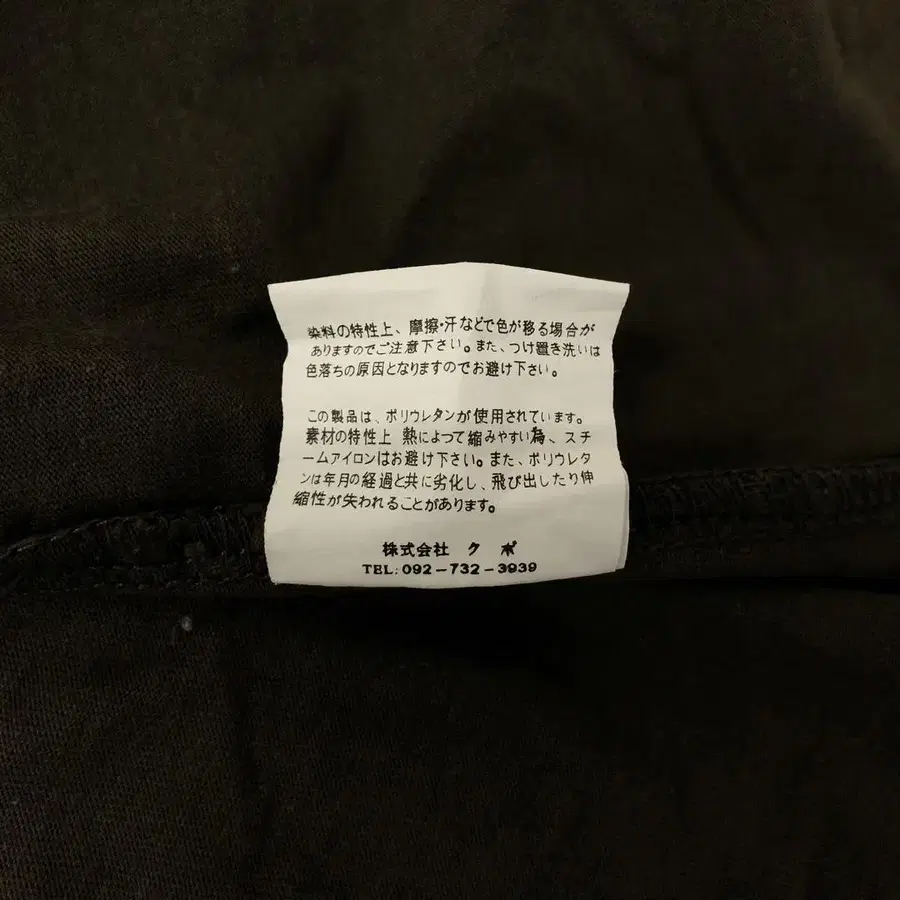 染料の特性上、摩擦・汗などで色が移る場合が
ありますのでご注意下さい。また、つけ置き洗いは
色落ちの原因となりますのでお避け下さい。
この製品は、ポリウレタンが使用されています。
素材の特性上 熱によって縮みやすい為、スチ
ームアイロンはお避け下さい。また、ポリウレタ
ンは年月の経過と共に劣化し、飛び出したり伸
縮性が失われることがあります。
株式会社 クボ
TEL:092-732-3939